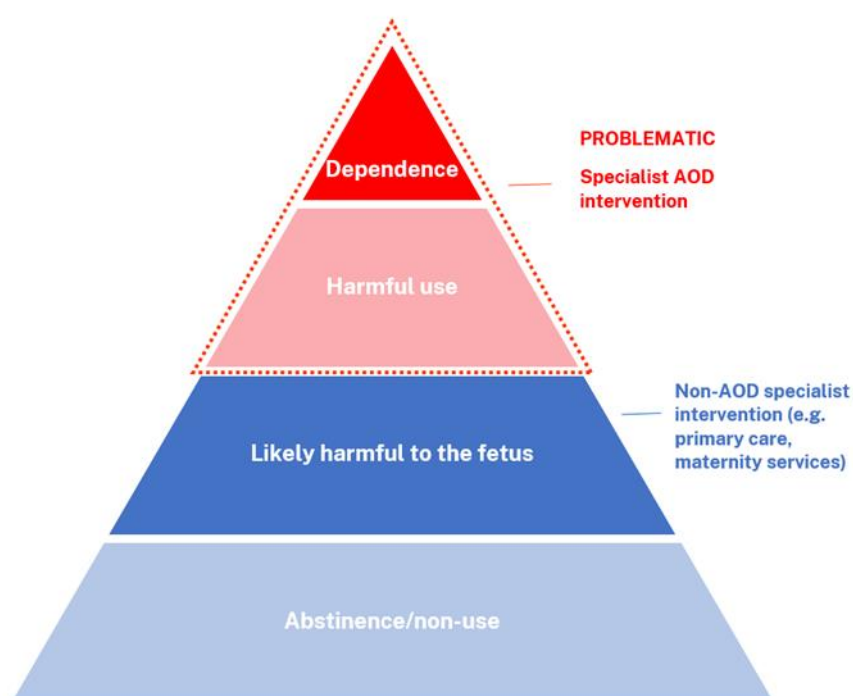 Dependence
PROBLEMATIC
Specialist AOD
intervention
Harmful use
Non-AOD specialist
intervention (e.g.
primary care,
maternity services)
Likely harmful to the fetus
Abstinence/non-use